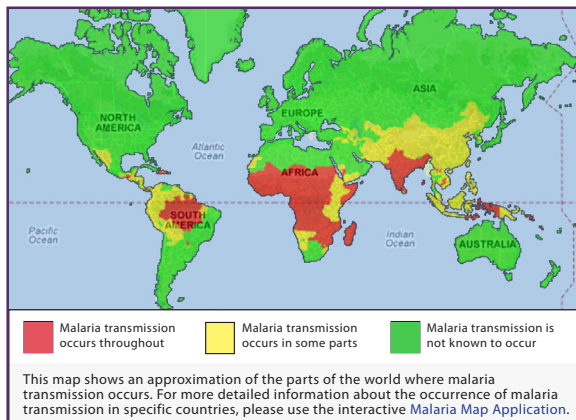 ASIA
EUROPE
NORTH
AMERICA
Atlantic
Ocean
AFRICA
SOUTH
AMERICA
Pacific
Ocean
Indian
Ocean
AUSTRALIA
Malaria transmission
occurs throughout
Malaria transmission
occurs in some parts
Malaria transmission is
not known to occur
This map shows an approximation of the parts of the world where malaria
transmission occurs. For more detailed information about the occurrence of malaria
transmission in specific countries, please use the interactive Malaria Map Application.